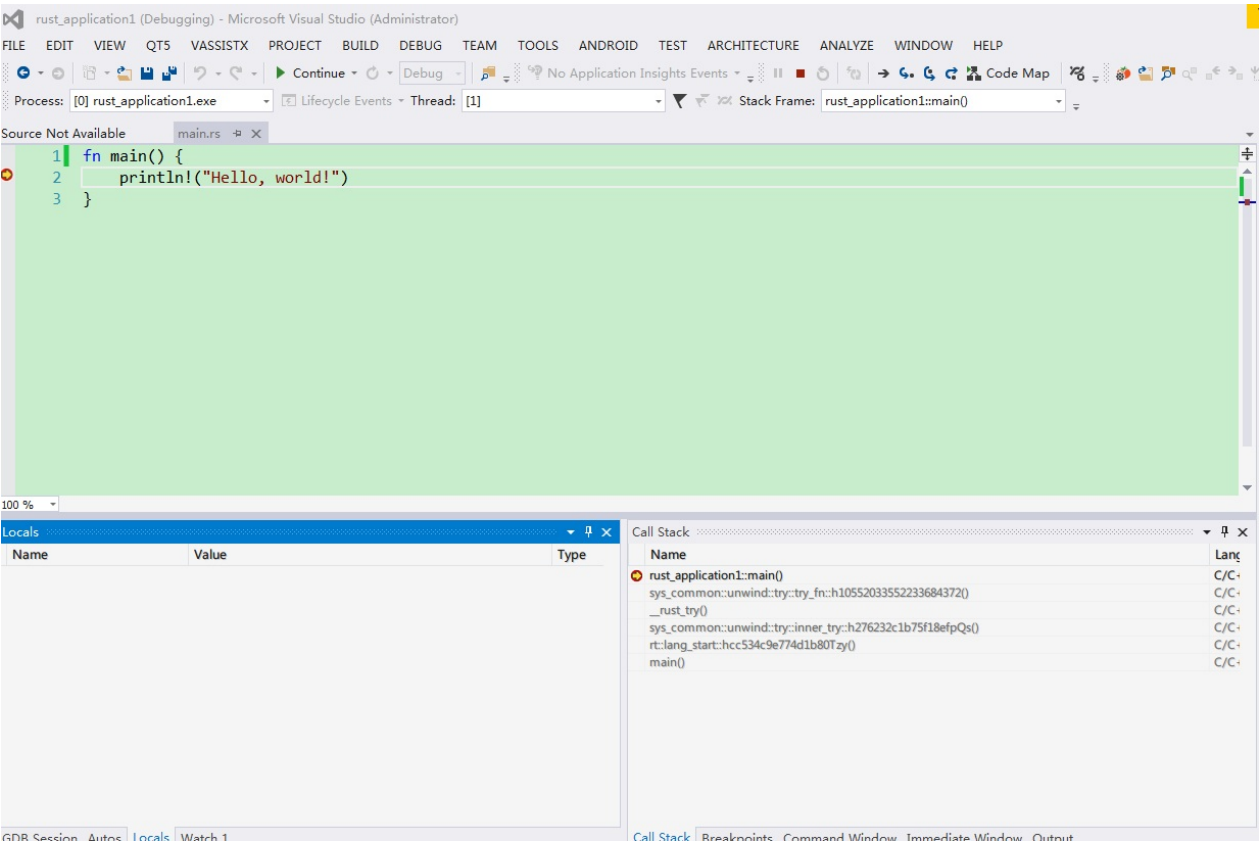 rust_application1 (Debugging) - Microsoft Visual Studio (Administrator)
FILE EDIT VIEW QT5 VASSISTX PROJECT BUILD DEBUG TEAM TOOLS ANDROID TEST ARCHITECTURE ANALYZE WINDOW HELP
Continue Debug No Application Insights Events Code Map
Process: [0] rust_application1.exe Lifecycle Events Thread: [1] Stack Frame: rust_application1::main()
Source Not Available main.rs
1 fn main() {
2 println!("Hello, world!")
3 }
100 %
Locals
Name Value Type
GDB Session Autos Locals Watch 1
Call Stack
Name Lang
rust_application1::main() C/C+
sys_common::unwind::try::try_fn::h10552033552233684372() C/C+
__rust_try() C/C+
sys_common::unwind::try::inner_try::h276232c1b75f18efpQs() C/C+
rt::lang_start::hcc534c9e774d1b80Tzy() C/C+
main() C/C+
Call Stack Breakpoints Command Window Immediate Window Output